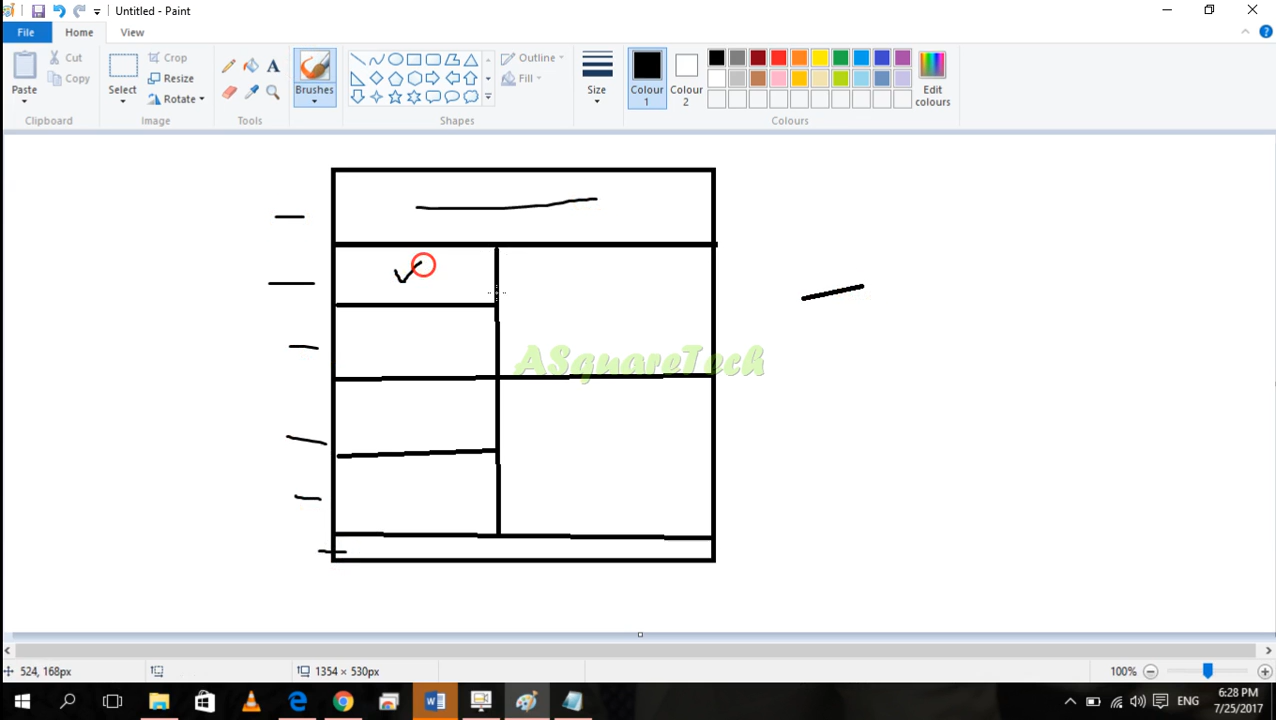 Untitled - Paint
File
Home
View
Paste
Cut
Copy
Clipboard
Select
Crop
Resize
Rotate
Image
A
Tools
Brushes
Outline
Fill
Shapes
Size
Colour 1
Colour 2
Edit colours
Colours
ASquareTech
524, 168px
1354 × 530px
100%
ENG
6:28 PM
7/25/2017